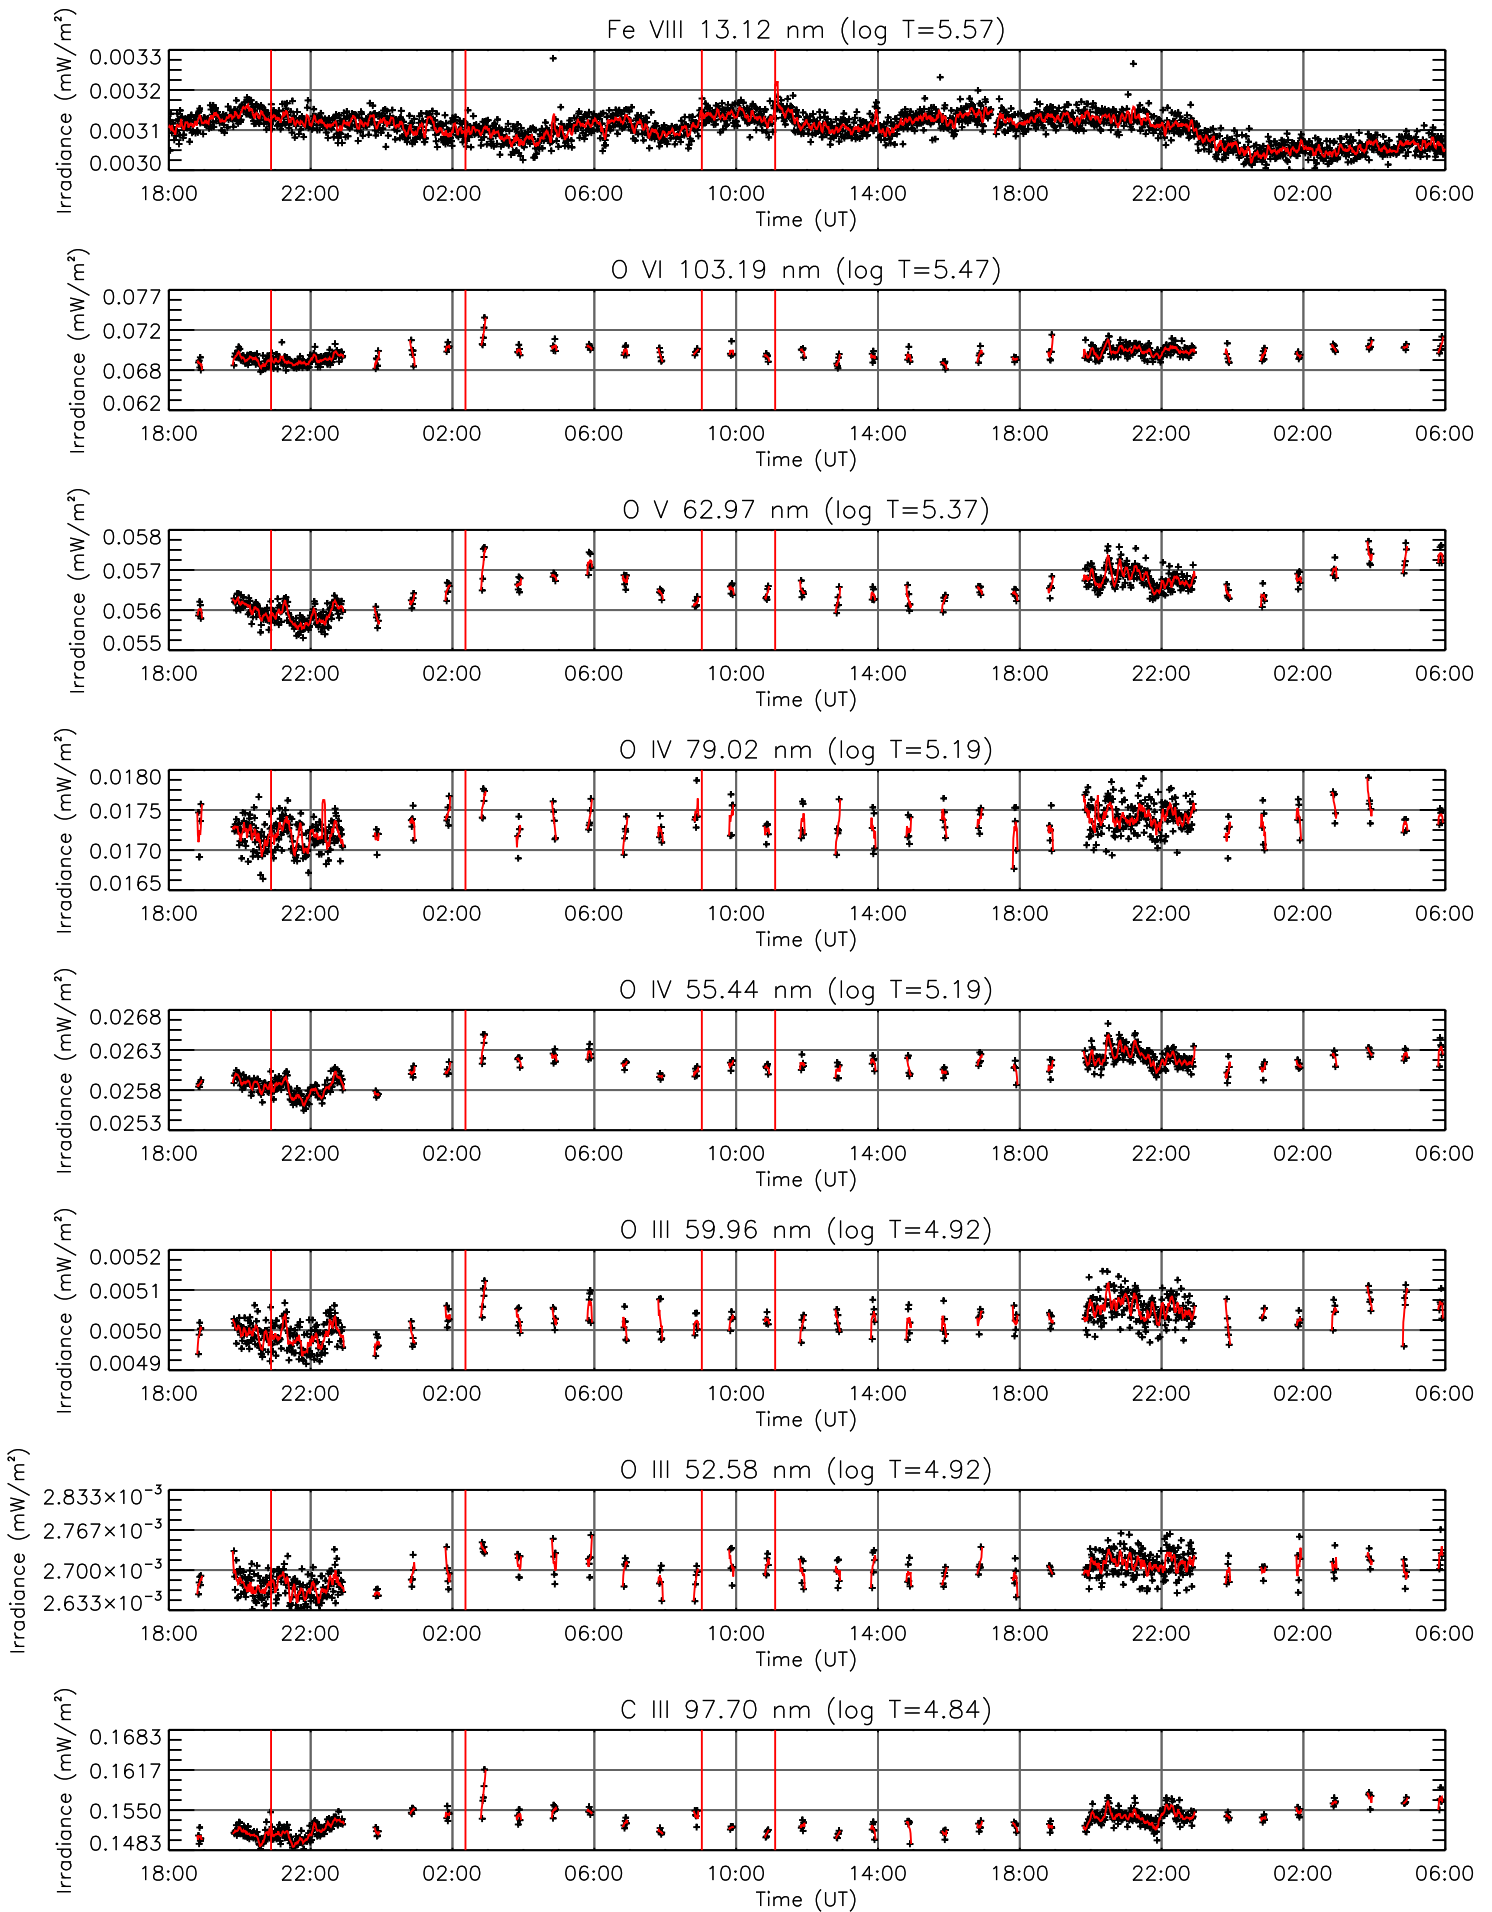 Fe VIII 13.12 nm (log T=5.57)
Irradiance (mW/m²)
0.0033
0.0032
0.0031
0.0030
18:00 22:00 02:00 06:00 10:00 14:00 18:00 22:00 02:00 06:00
Time (UT)
O VI 103.19 nm (log T=5.47)
Irradiance (mW/m²)
0.077
0.072
0.068
0.062
18:00 22:00 02:00 06:00 10:00 14:00 18:00 22:00 02:00 06:00
Time (UT)
O V 62.97 nm (log T=5.37)
Irradiance (mW/m²)
0.058
0.057
0.056
0.055
18:00 22:00 02:00 06:00 10:00 14:00 18:00 22:00 02:00 06:00
Time (UT)
O IV 79.02 nm (log T=5.19)
Irradiance (mW/m²)
0.0180
0.0175
0.0170
0.0165
18:00 22:00 02:00 06:00 10:00 14:00 18:00 22:00 02:00 06:00
Time (UT)
O IV 55.44 nm (log T=5.19)
Irradiance (mW/m²)
0.0268
0.0263
0.0258
0.0253
18:00 22:00 02:00 06:00 10:00 14:00 18:00 22:00 02:00 06:00
Time (UT)
O III 59.96 nm (log T=4.92)
Irradiance (mW/m²)
0.0052
0.0051
0.0050
0.0049
18:00 22:00 02:00 06:00 10:00 14:00 18:00 22:00 02:00 06:00
Time (UT)
O III 52.58 nm (log T=4.92)
Irradiance (mW/m²)
2.833×10⁻³
2.767×10⁻³
2.700×10⁻³
2.633×10⁻³
18:00 22:00 02:00 06:00 10:00 14:00 18:00 22:00 02:00 06:00
Time (UT)
C III 97.70 nm (log T=4.84)
Irradiance (mW/m²)
0.1683
0.1617
0.1550
0.1483
18:00 22:00 02:00 06:00 10:00 14:00 18:00 22:00 02:00 06:00
Time (UT)